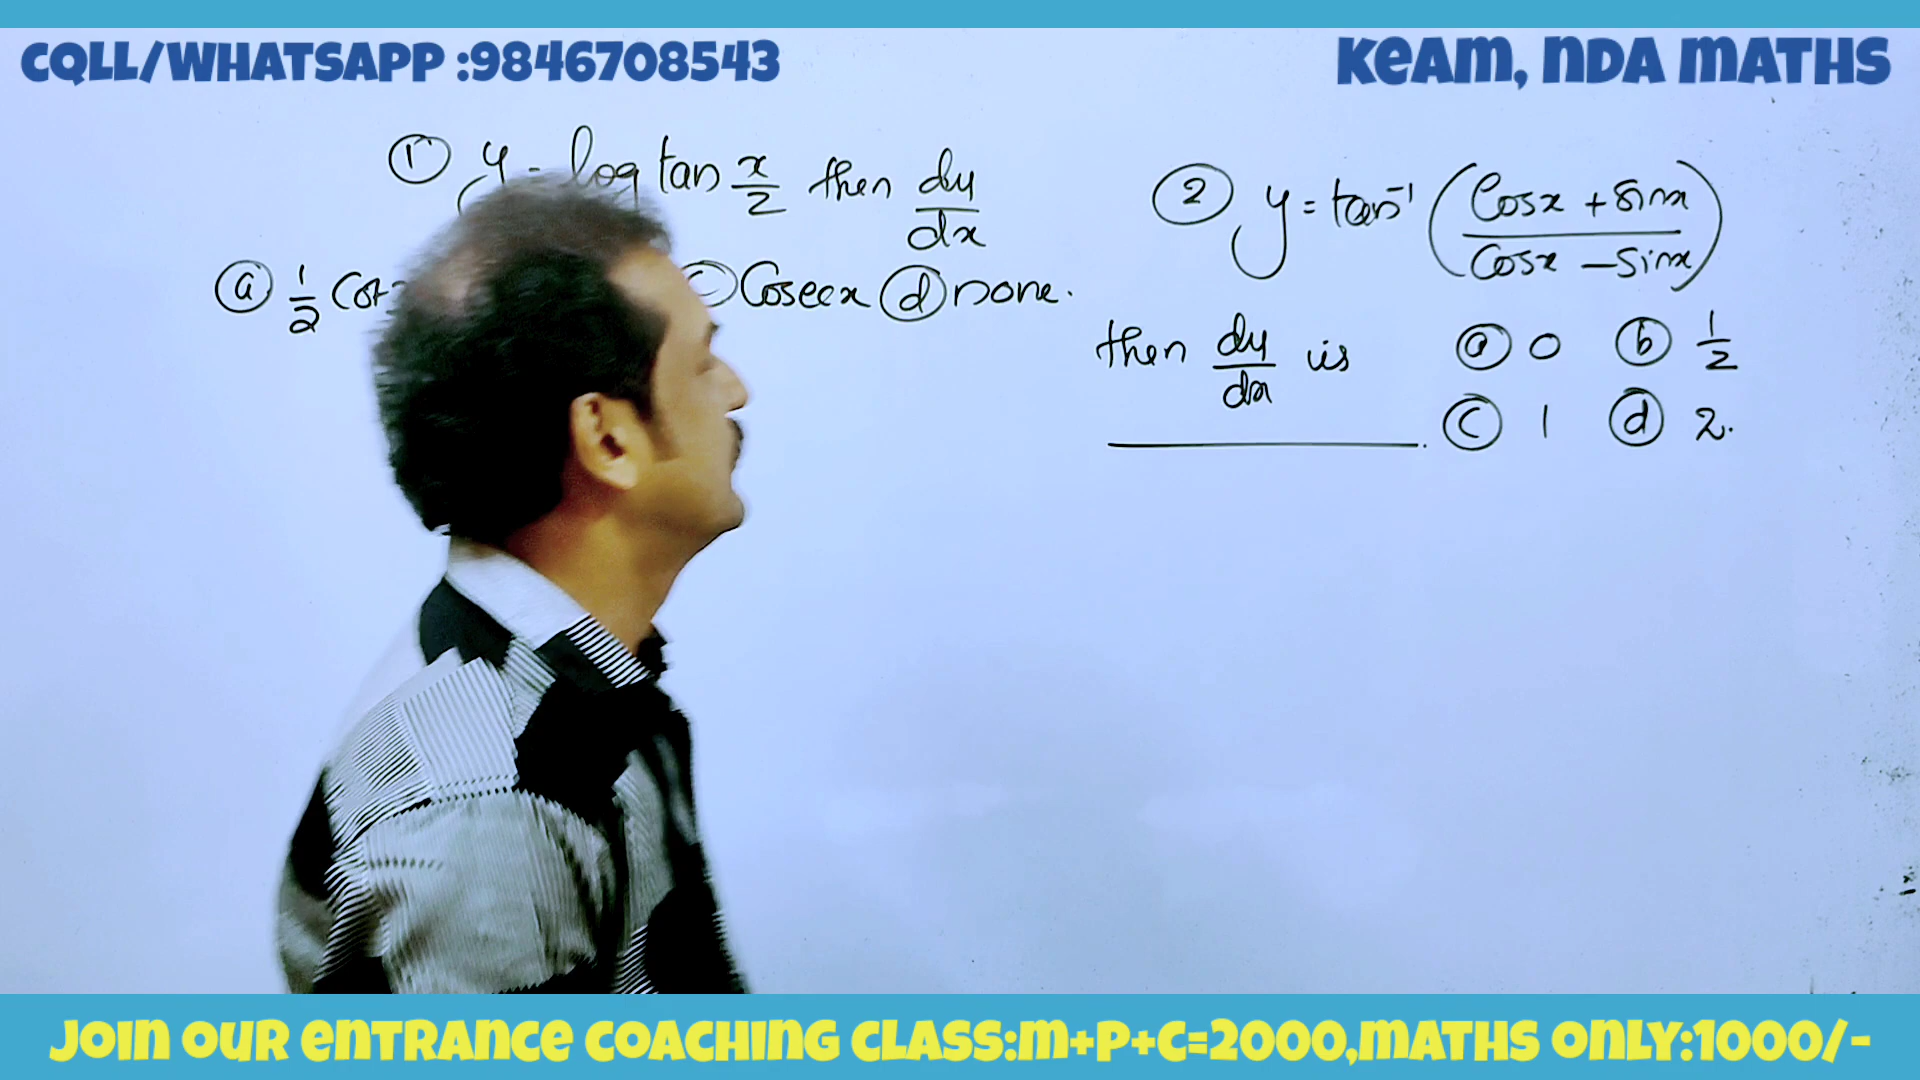 CQLL/WHATSAPP :9846708543
KEAM, NDA MATHS
① y = log tan x/2 then dy/dx
ⓐ 1/2 Cot ⓒ Cosec x ⓓ none.
② y = tan⁻¹ (Cosx + Sinx / Cosx - Sinx)
then dy/dx is ⓐ 0 ⓑ 1/2
________. ⓒ 1 ⓓ 2.
JOIN OUR ENTRANCE COACHING CLASS:M+P+C=2000,MATHS ONLY:1000/-